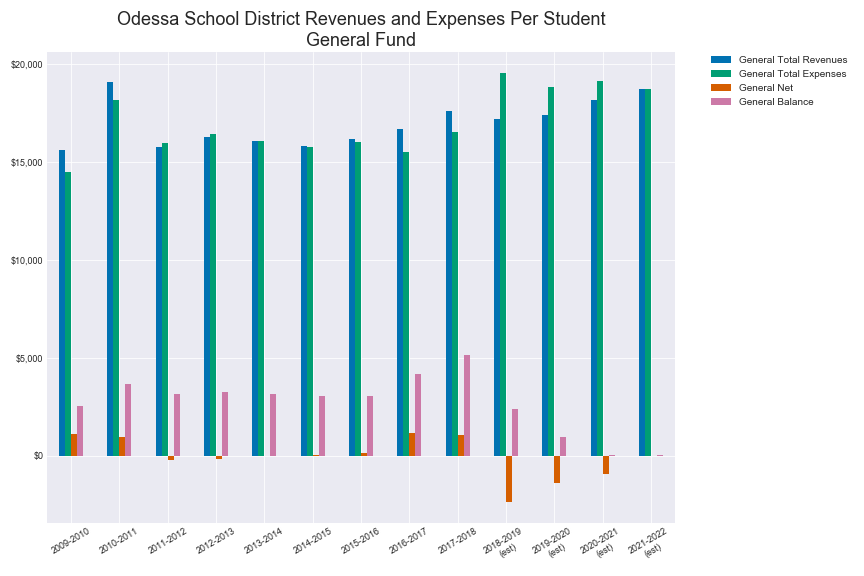 Odessa School District Revenues and Expenses Per Student
General Fund
General Total Revenues
General Total Expenses
General Net
General Balance
$20,000
$15,000
$10,000
$5,000
$0
2009-2010
2010-2011
2011-2012
2012-2013
2013-2014
2014-2015
2015-2016
2016-2017
2017-2018
2018-2019
(est)
2019-2020
(est)
2020-2021
(est)
2021-2022
(est)